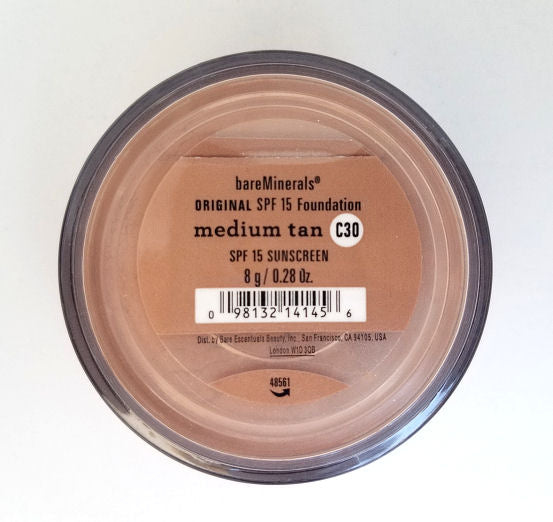 bareMinerals®
ORIGINAL SPF 15 Foundation
medium tan C30
SPF 15 SUNSCREEN
8 g/ 0.28 Oz.
0 98132 14145 6
Dist. by Bare Escentuals Beauty, Inc., San Francisco, CA 94105, USA
London W1D 3QB
48561